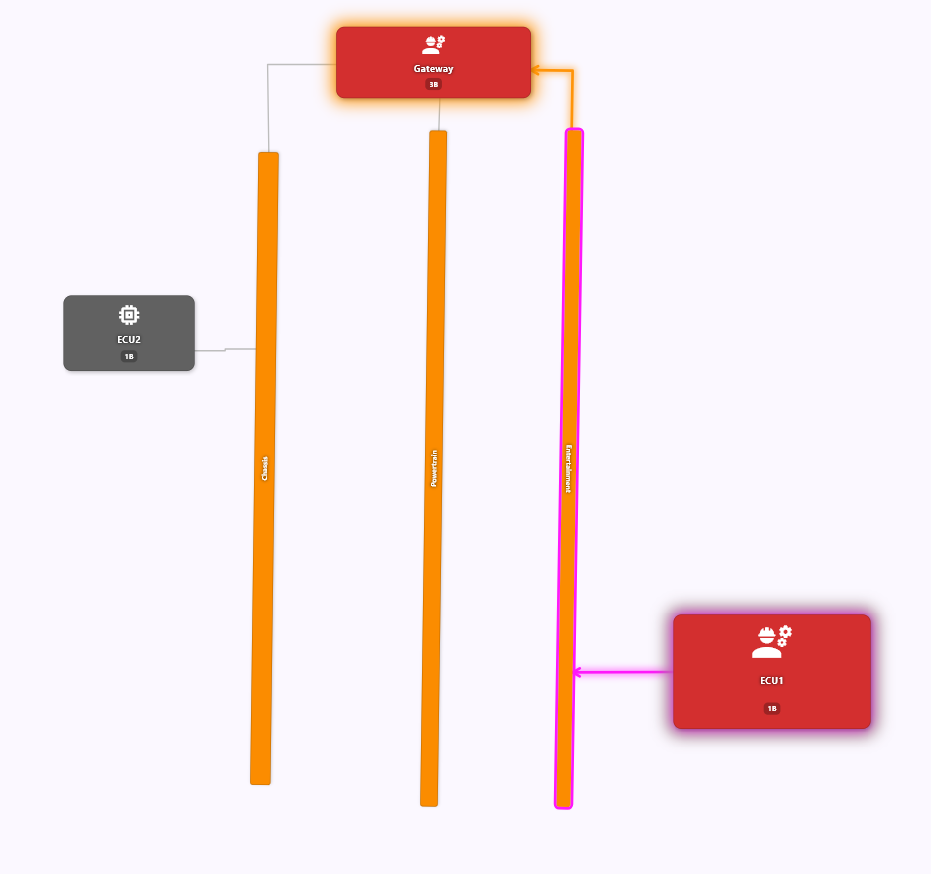 Gateway
3B
ECU2
1B
Chassis
Powertrain
Entertainment
ECU1
1B